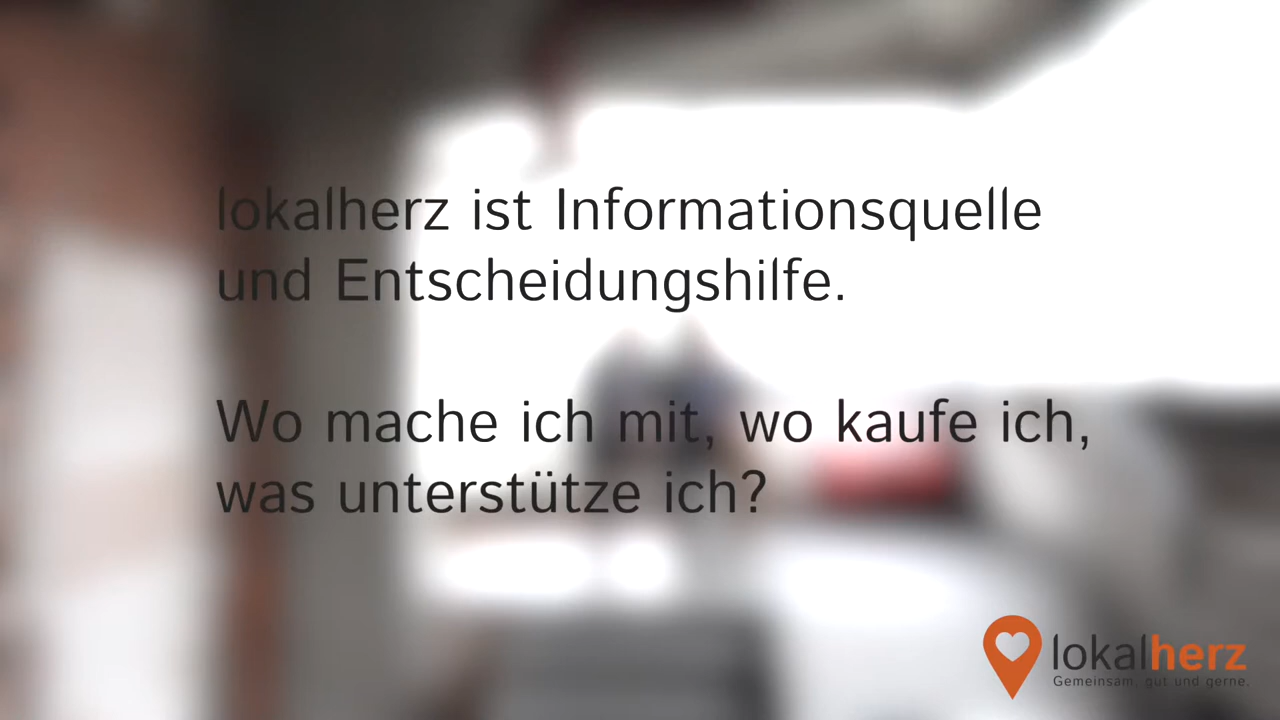 lokalherz ist Informationsquelle
und Entscheidungshilfe.
Wo mache ich mit, wo kaufe ich,
was unterstütze ich?
lokalherz
Gemeinsam, gut und gerne.